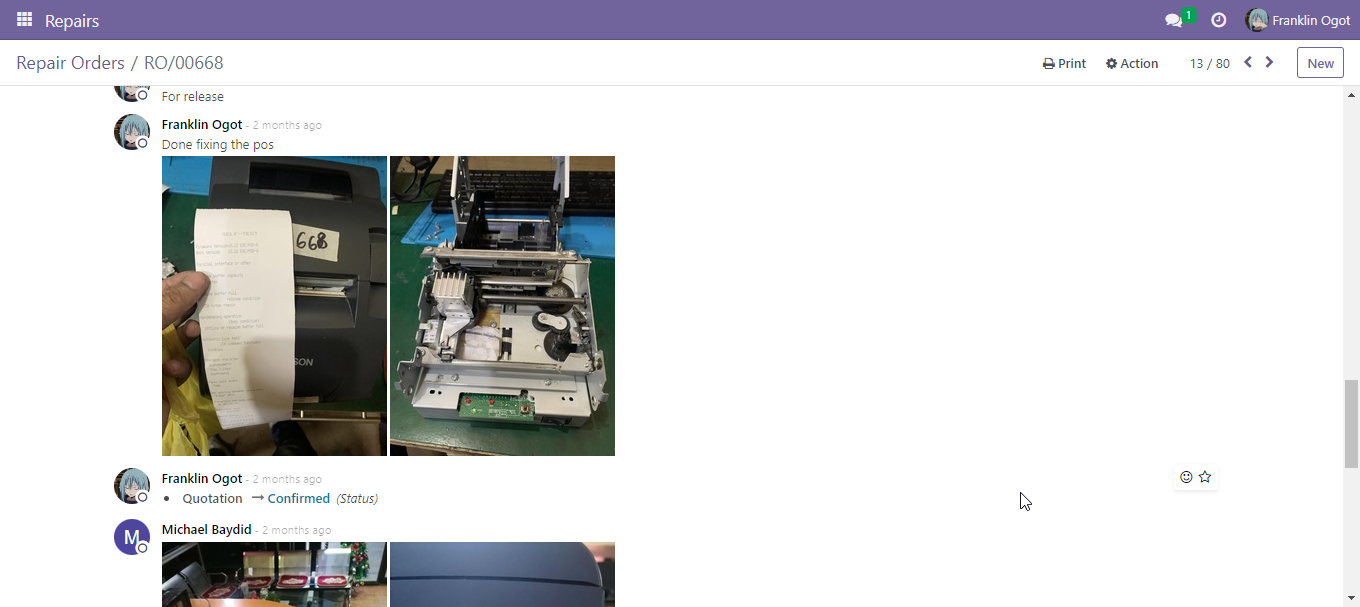 Repairs
1
Franklin Ogot
Repair Orders / RO/00668
Print
Action
13 / 80
New
For release
Franklin Ogot - 2 months ago
Done fixing the pos
668
SON
Franklin Ogot - 2 months ago
Quotation → Confirmed (Status)
M
Michael Baydid - 2 months ago